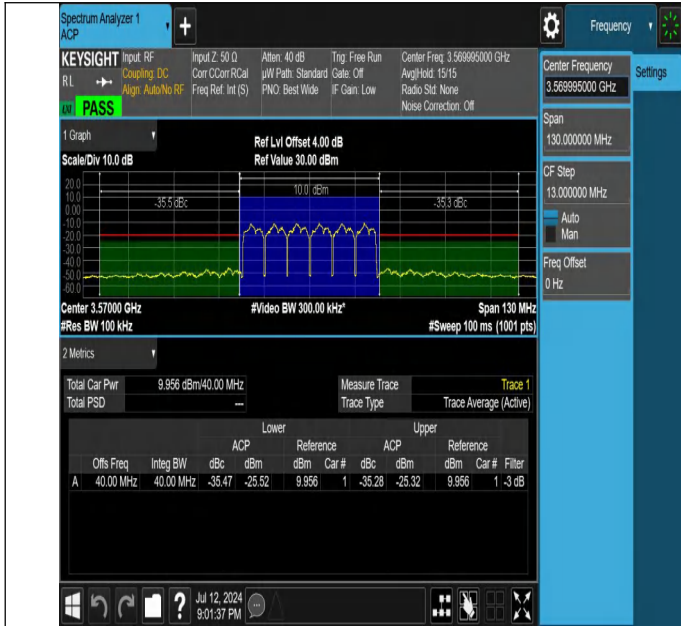 Spectrum Analyzer 1
ACP
Frequency
KEYSIGHT
RL
PASS
Input: RF
Coupling: DC
Align: Auto/No RF
Input Z: 50 Ω
Corr CCorr RCal
Freq Ref: Int (S)
Atten: 40 dB
µW Path: Standard
PNO: Best Wide
Trig: Free Run
Gate: Off
IF Gain: Low
Center Freq: 3.569995000 GHz
Avg|Hold: 15/15
Radio Std: None
Noise Correction: Off
Center Frequency
3.569995000 GHz
Settings
Span
130.000000 MHz
CF Step
13.000000 MHz
Auto
Man
Freq Offset
0 Hz
1 Graph
Scale/Div 10.0 dB
Ref Lvl Offset 4.00 dB
Ref Value 30.00 dBm
20.0
10.0
0.00
-10.0
-20.0
-30.0
-40.0
-50.0
-60.0
-35.5 dBc
10.0 dBm
-35.3 dBc
Center 3.57000 GHz
#Video BW 300.00 kHz*
Span 130 MHz
#Res BW 100 kHz
#Sweep 100 ms (1001 pts)
2 Metrics
Total Car Pwr 9.956 dBm/40.00 MHz
Total PSD ---
Measure Trace Trace 1
Trace Type Trace Average (Active)
Lower Upper
ACP Reference ACP Reference
Offs Freq Integ BW dBc dBm dBm Car # dBc dBm dBm Car # Filter
A 40.00 MHz 40.00 MHz -35.47 -25.52 9.956 1 -35.28 -25.32 9.956 1 -3 dB
Jul 12, 2024
9:01:37 PM